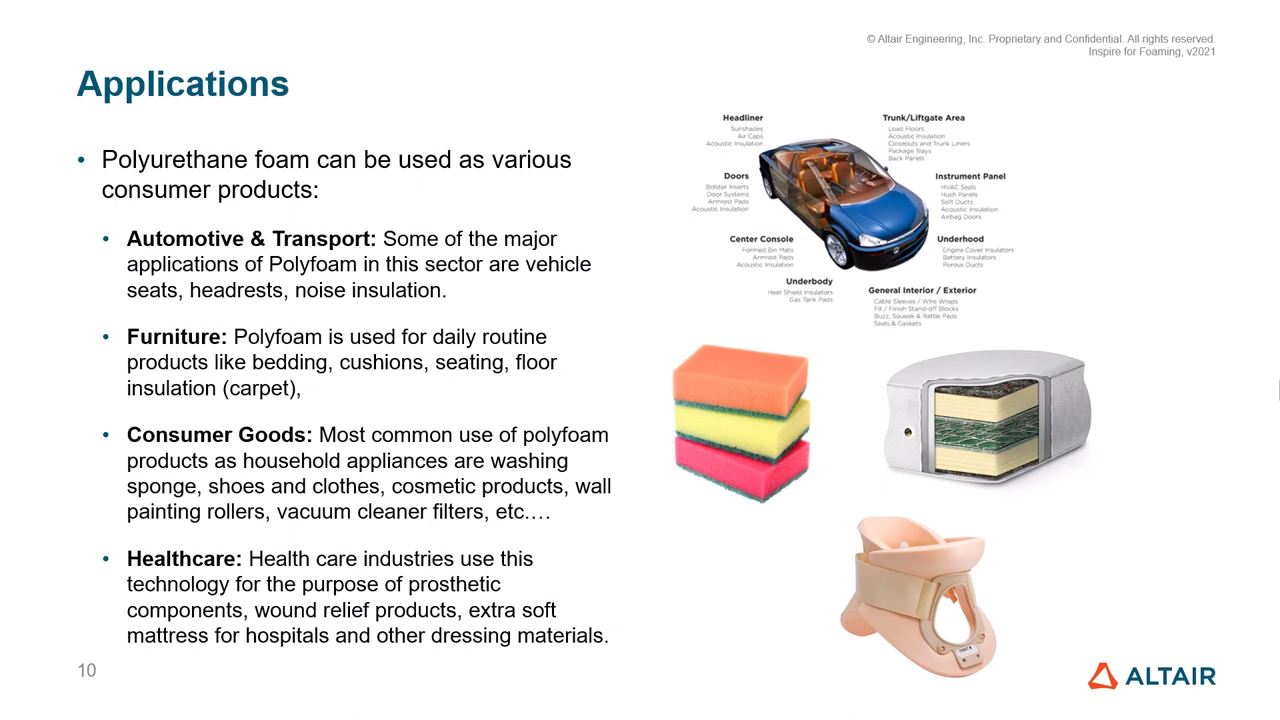 © Altair Engineering, Inc. Proprietary and Confidential. All rights reserved.
Inspire for Foaming, v2021
Applications
• Polyurethane foam can be used as various
consumer products:
• Automotive & Transport: Some of the major
applications of Polyfoam in this sector are vehicle
seats, headrests, noise insulation.
• Furniture: Polyfoam is used for daily routine
products like bedding, cushions, seating, floor
insulation (carpet),
• Consumer Goods: Most common use of polyfoam
products as household appliances are washing
sponge, shoes and clothes, cosmetic products, wall
painting rollers, vacuum cleaner filters, etc.…
• Healthcare: Health care industries use this
technology for the purpose of prosthetic
components, wound relief products, extra soft
mattress for hospitals and other dressing materials.
Headliner
Sunshades
Air Caps
Acoustic Insulation
Doors
Bolster Inserts
Door Systems
Armrest Pads
Acoustic Insulation
Center Console
Formed Bin Mats
Armrest Pads
Acoustic Insulation
Underbody
Heat Shield Insulators
Gas Tank Pads
Trunk/Liftgate Area
Load Floors
Acoustic Insulation
Closeouts and Trunk Liners
Package Trays
Back Panels
Instrument Panel
HVAC Seals
Hush Panels
Soft Ducts
Acoustic Insulation
Airbag Doors
Underhood
Engine Cover Insulators
Battery Insulators
Porous Ducts
General Interior / Exterior
Cable Sleeves / Wire Wraps
Fit / Finish Stand-off Blocks
Buzz, Squeak & Rattle Pads
Seals & Gaskets
10
ALTAIR